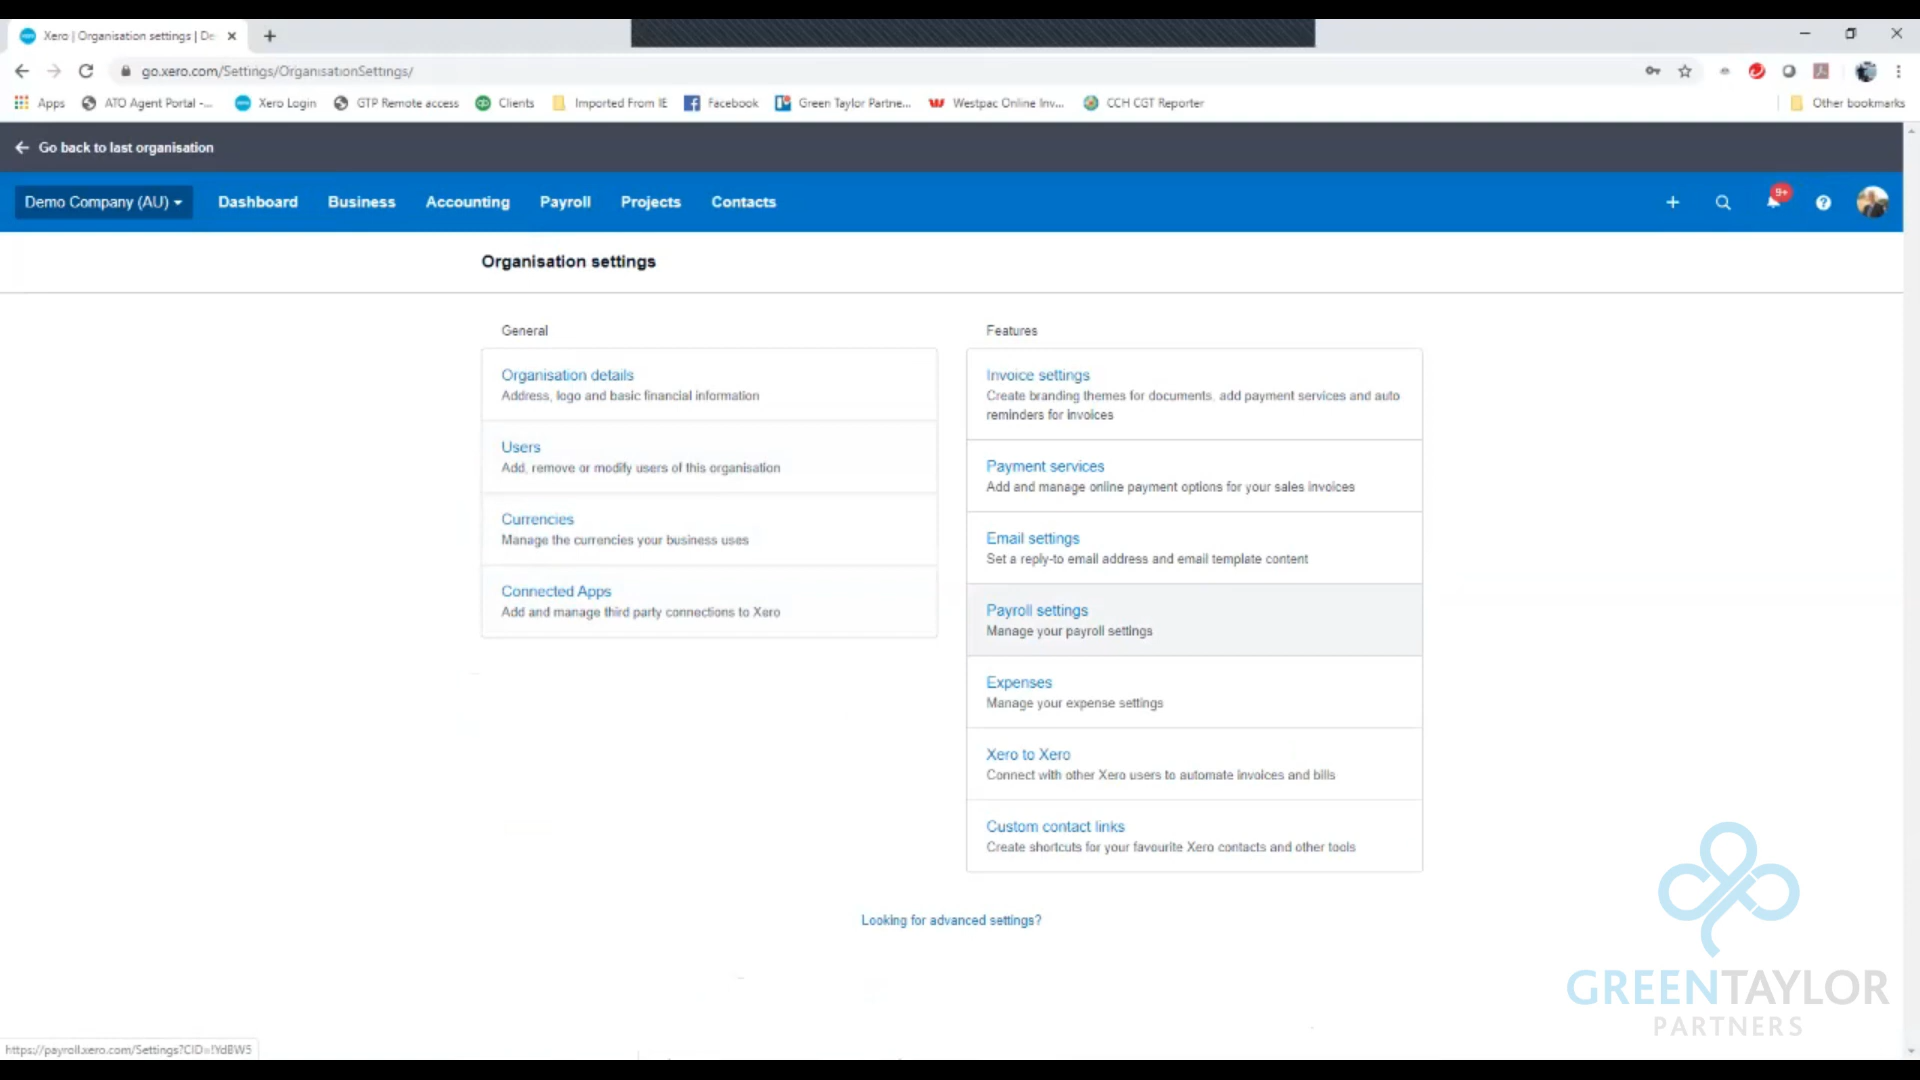 Xero | Organisation settings | De
go.xero.com/Settings/OrganisationSettings/
Apps
ATO Agent Portal -...
Xero Login
GTP Remote access
Clients
Imported From IE
Facebook
Green Taylor Partne...
Westpac Online Inv...
CCH CGT Reporter
Other bookmarks
Go back to last organisation
Demo Company (AU)
Dashboard
Business
Accounting
Payroll
Projects
Contacts
9+
Organisation settings
General
Organisation details
Address, logo and basic financial information
Users
Add, remove or modify users of this organisation
Currencies
Manage the currencies your business uses
Connected Apps
Add and manage third party connections to Xero
Features
Invoice settings
Create branding themes for documents, add payment services and auto
reminders for invoices
Payment services
Add and manage online payment options for your sales invoices
Email settings
Set a reply-to email address and email template content
Payroll settings
Manage your payroll settings
Expenses
Manage your expense settings
Xero to Xero
Connect with other Xero users to automate invoices and bills
Custom contact links
Create shortcuts for your favourite Xero contacts and other tools
Looking for advanced settings?
GREENTAYLOR
PARTNERS